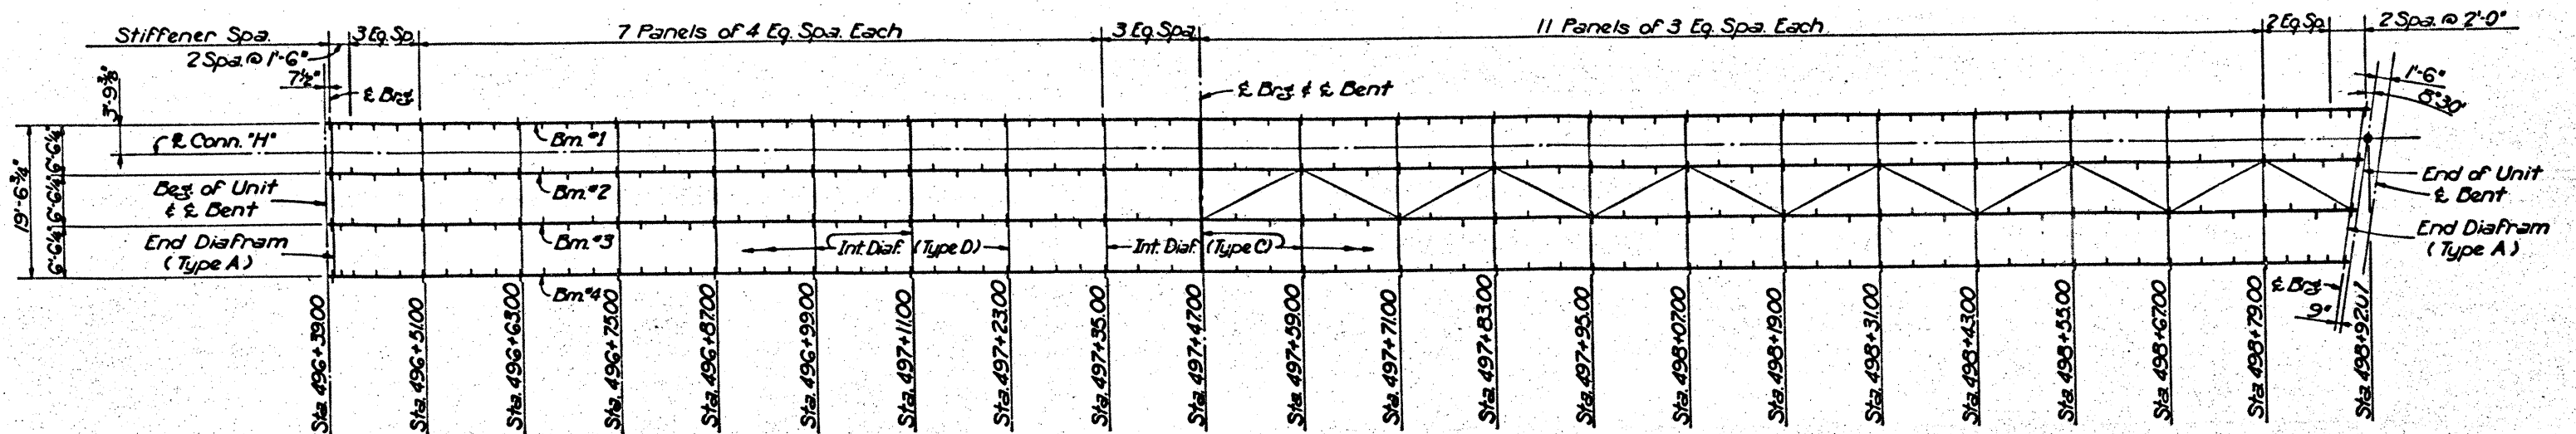 Stiffener Spa.
3 Eq. Sp.
7 Panels of 4 Eq. Spa. Each
3 Eq. Spa.
11 Panels of 3 Eq. Spa. Each
2 Eq. Sp.
2 Spa. @ 2'-0"
2 Spa. @ 1'-6"
7½"
3'-9⅜"
℄ Brg.
℄ Brg. & ℄ Bent
1'-6"
8°30'
℄ Conn. "H"
Bm. #1
19'-6¾"
6'-6¼"
6'-6¼"
6'-6¼"
Beg. of Unit
& ℄ Bent
Bm. #2
End of Unit
℄ Bent
End Diafram
(Type A)
Bm. #3
Int. Diaf. (Type D)
Int. Diaf. (Type C)
End Diafram
(Type A)
Bm. #4
℄ Brg.
9"
Sta. 496+39.00
Sta. 496+51.00
Sta. 496+63.00
Sta. 496+75.00
Sta. 496+87.00
Sta. 496+99.00
Sta. 497+11.00
Sta. 497+23.00
Sta. 497+35.00
Sta. 497+47.00
Sta. 497+59.00
Sta. 497+71.00
Sta. 497+83.00
Sta. 497+95.00
Sta. 498+07.00
Sta. 498+19.00
Sta. 498+31.00
Sta. 498+43.00
Sta. 498+55.00
Sta. 498+67.00
Sta. 498+79.00
Sta. 498+92.07